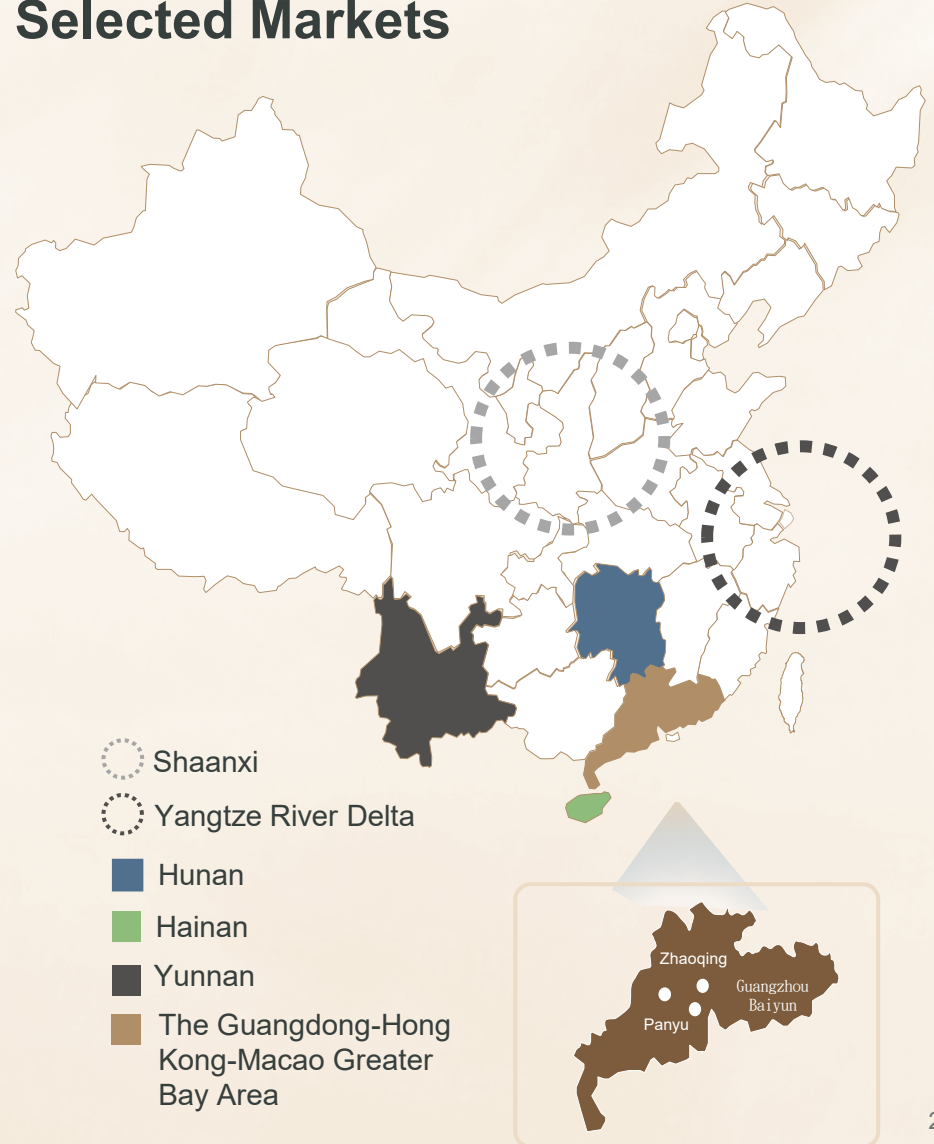 Selected Markets
Shaanxi
Yangtze River Delta
Hunan
Hainan
Yunnan
The Guangdong-Hong
Kong-Macao Greater
Bay Area
Zhaoqing
Guangzhou
Baiyun
Panyu
2